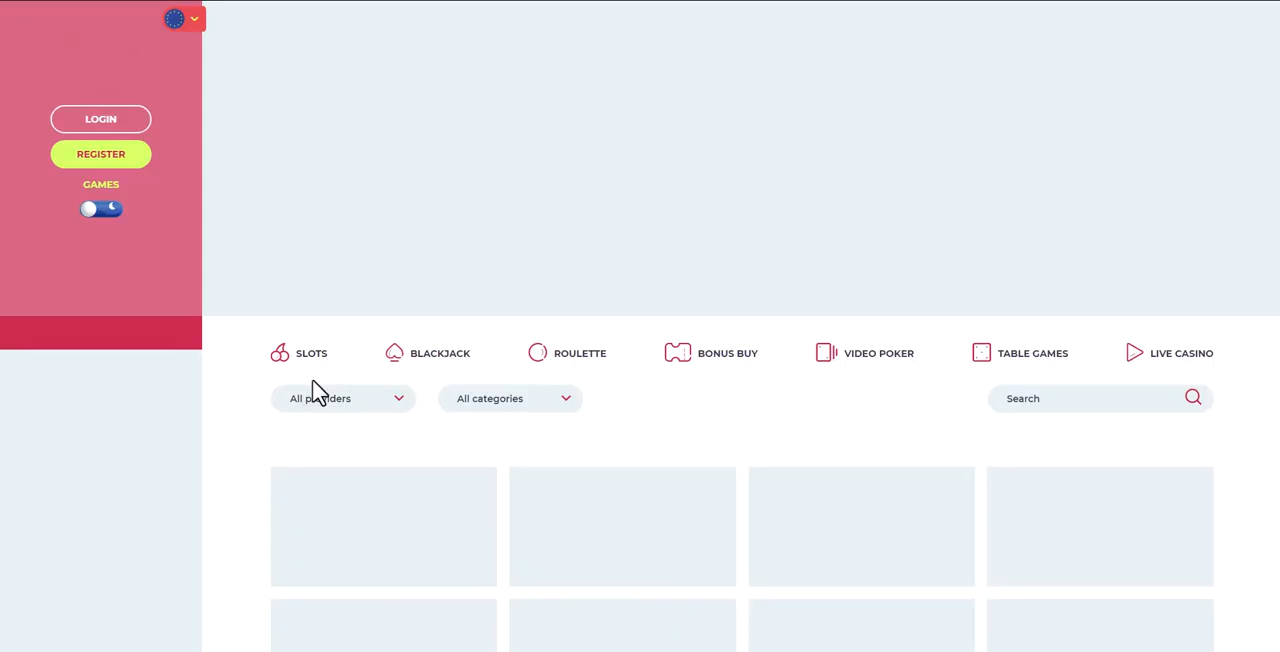 LOGIN
REGISTER
GAMES
SLOTS BLACKJACK ROULETTE BONUS BUY VIDEO POKER TABLE GAMES LIVE CASINO
All categories Search